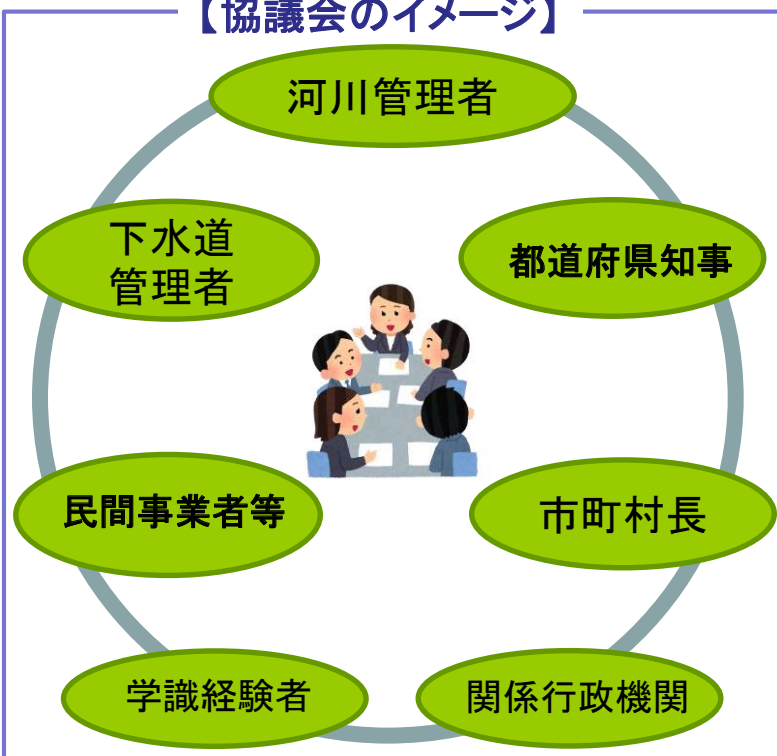 【協議会のイメージ】
河川管理者
下水道
管理者
都道府県知事
民間事業者等
市町村長
学識経験者
関係行政機関